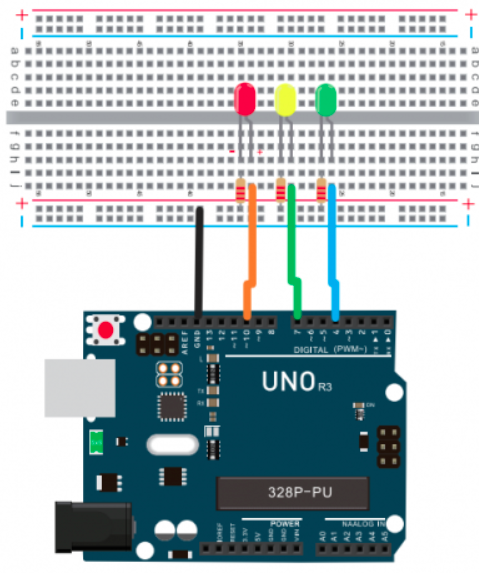 + +
a a
b b
c c
d d
e e
f f
g g
h h
i i
j j
- +
+ +
AREF
GND
13
12
~11
~10
~9
8
7
~6
~5
4
~3
2
TX▶1
0
DIGITAL (PWM~)
L
TX
RX
UNO R3
ON
328P-PU
POWER
NAALOG IN
IOREF
RESET
3.3V
5V
GND
GND
VIN
A0
A1
A2
A3
A4
A5